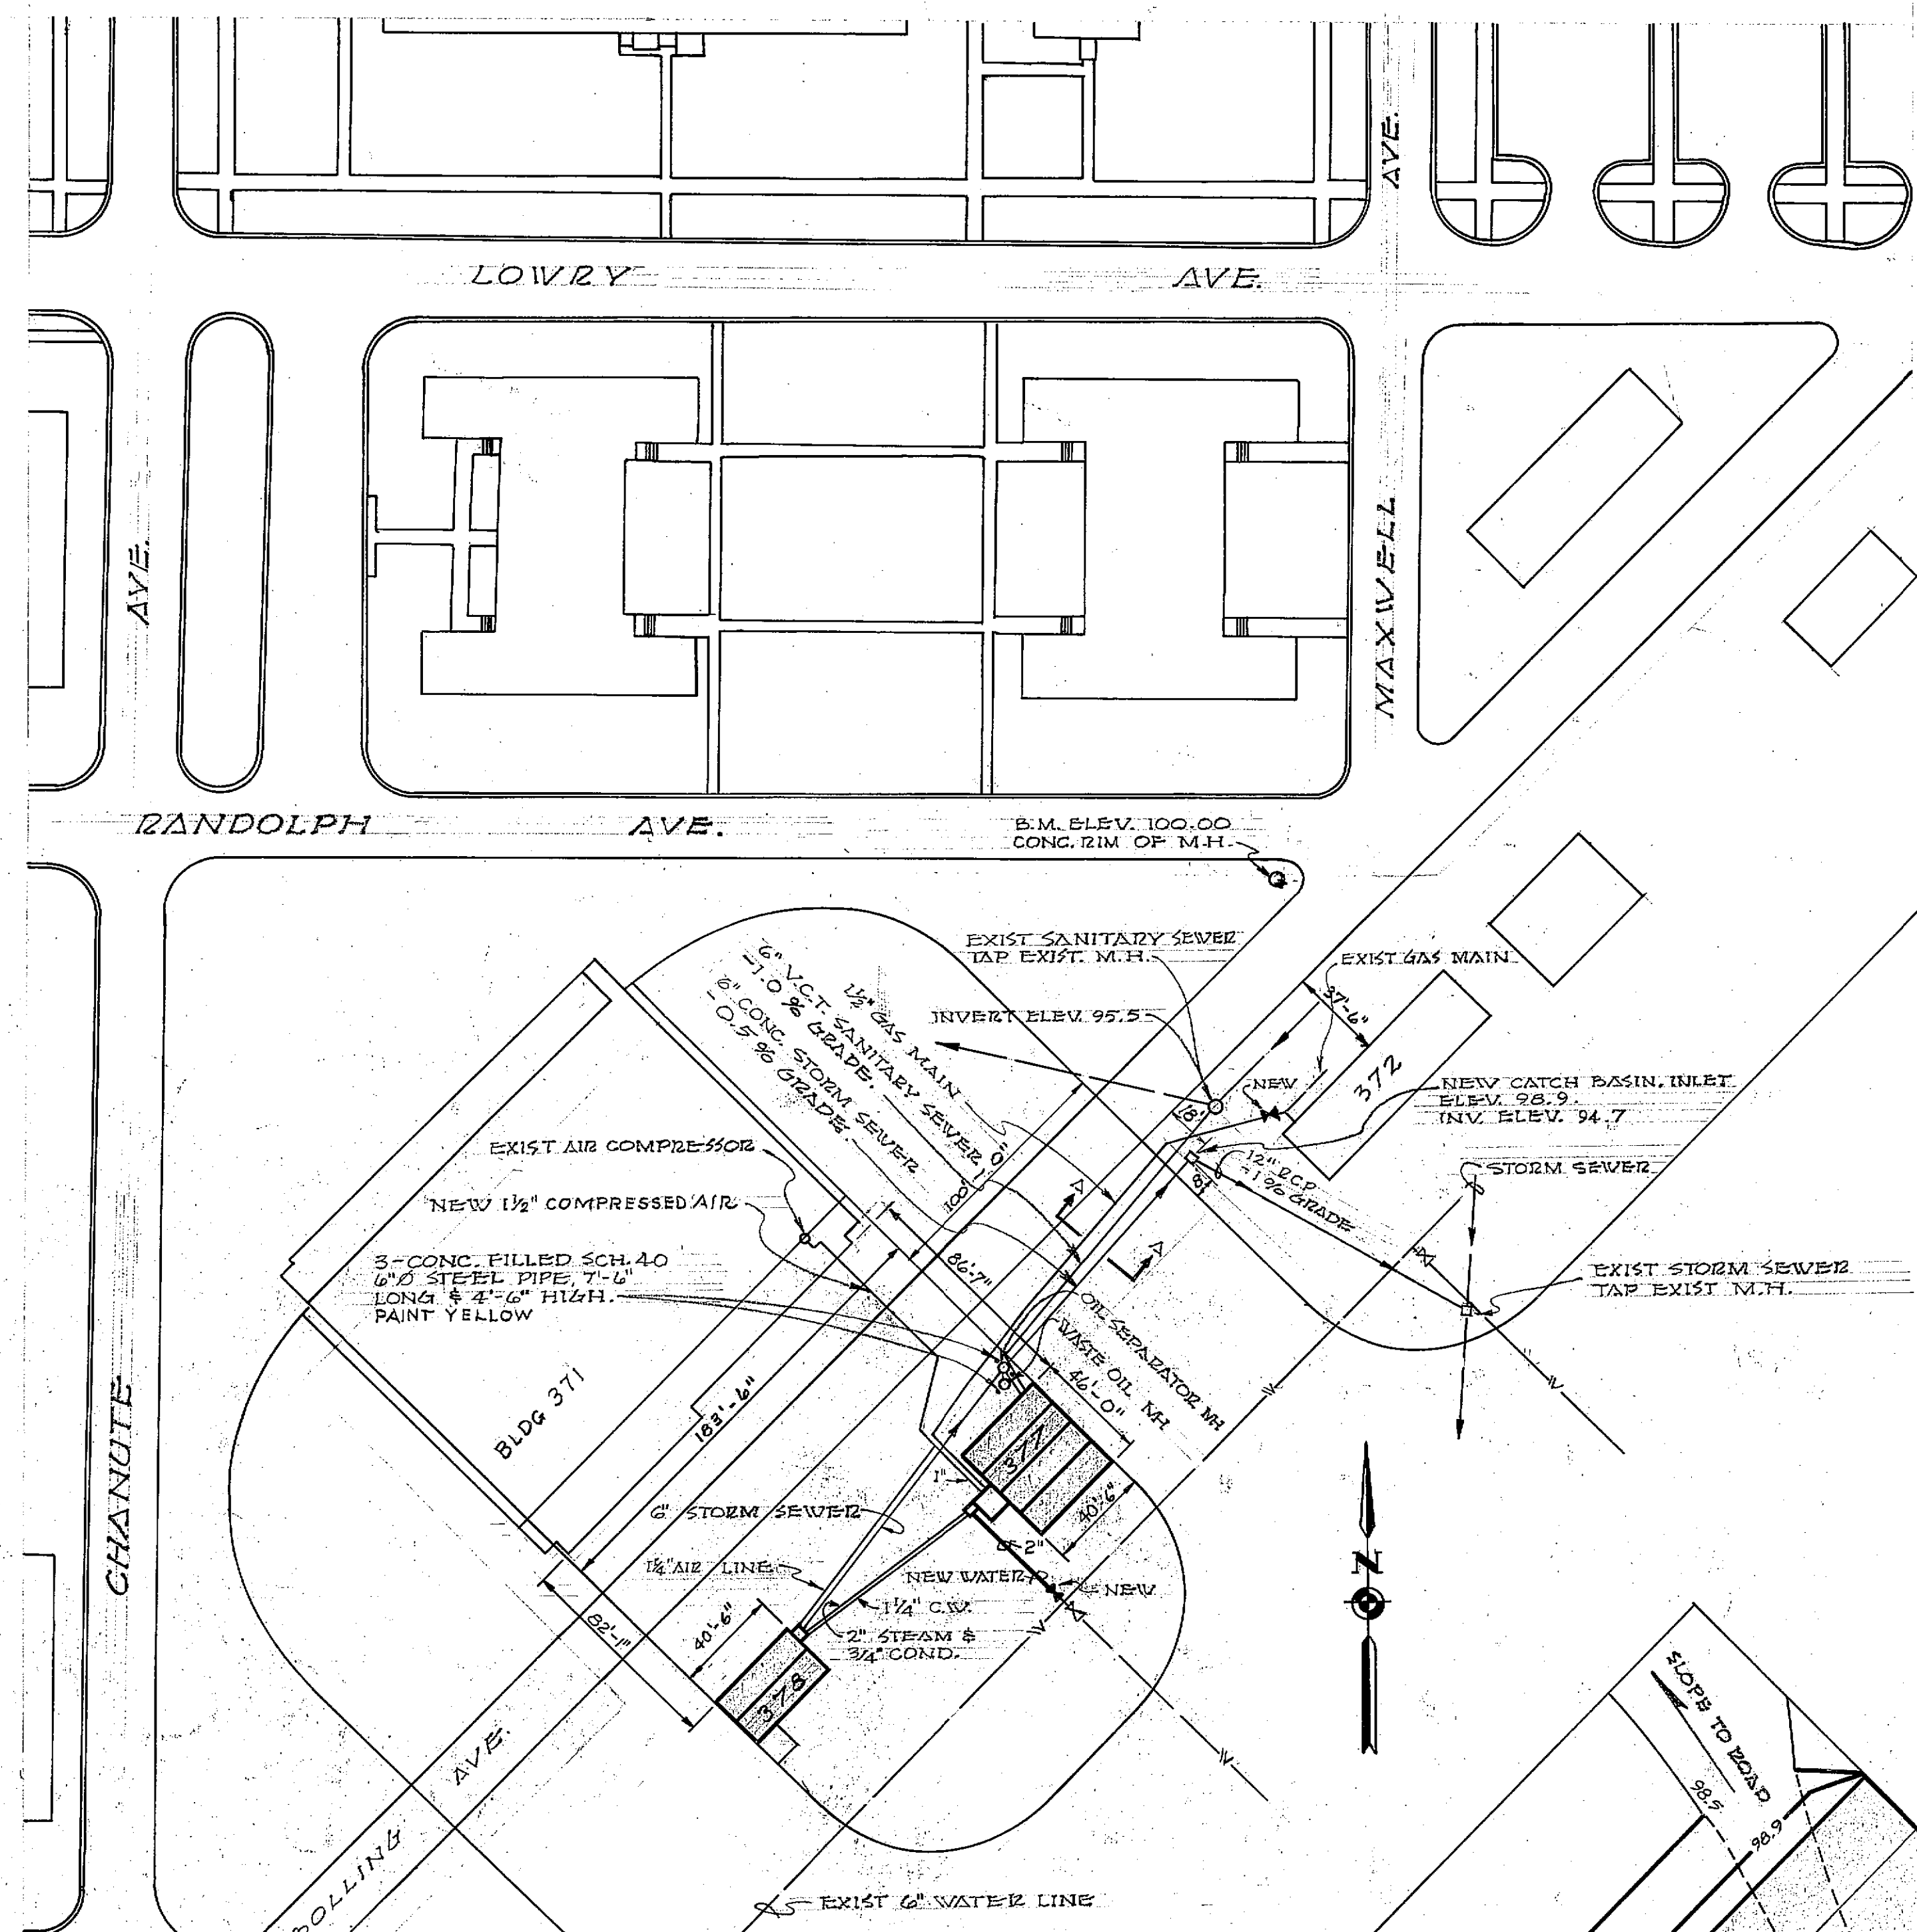 AVE.
LOWRY AVE.
AVE.
MAXWELL
RANDOLPH AVE.
B.M. ELEV. 100.00
CONC. RIM OF M.H.
EXIST SANITARY SEWER
TAP EXIST. M.H.
EXIST GAS MAIN
37'-6"
INVERT ELEV. 95.5
1½" GAS MAIN
6" V.C.T. SANITARY SEWER
-1.0 % GRADE.
6" CONC. STORM SEWER
-0.5 % GRADE.
372
NEW
NEW CATCH BASIN. INLET
ELEV. 98.9.
INV. ELEV. 94.7
18'
EXIST AIR COMPRESSOR
100'-0"
A
12" R.C.P.
-1% GRADE
8'
STORM SEWER
NEW 1½" COMPRESSED AIR
A
86'-7"
3-CONC. FILLED SCH. 40
6"Ø STEEL PIPE, 7'-6"
LONG & 4'-6" HIGH.
PAINT YELLOW
EXIST STORM SEWER
TAP EXIST M.H.
OIL SEPARATOR MH
WASTE OIL MH
46'-0"
BLDG 371
183'-6"
W
W
CHANUTE
377
1"
40'-6"
6" STORM SEWER
2"
1¼" AIR LINE
NEW WATER
NEW
N
1¼" C.W.
2" STEAM &
3/4" COND.
W
82'-1"
40'-6"
378
W
SLOPE TO ROAD
98.5
98.9
BOLLING AVE.
EXIST 6" WATER LINE